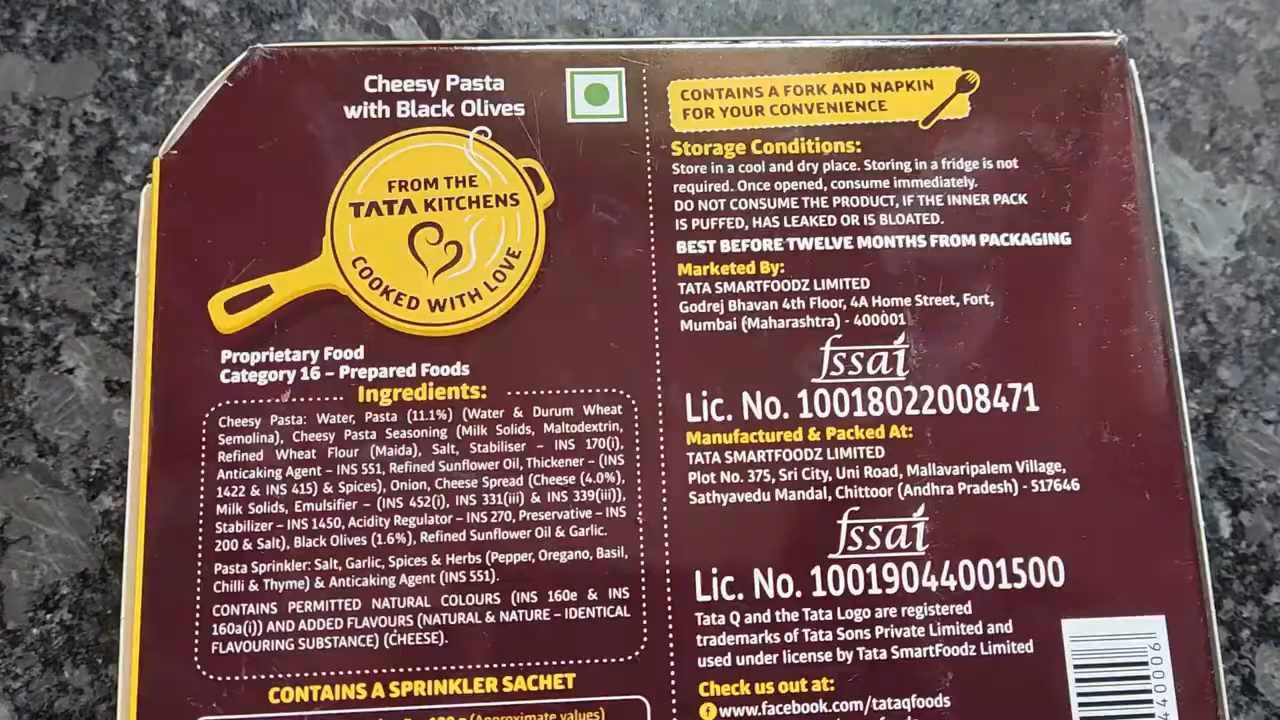 Cheesy Pasta
with Black Olives
FROM THE
TATA KITCHENS
COOKED WITH LOVE
Proprietary Food
Category 16 – Prepared Foods
Ingredients:
Cheesy Pasta: Water, Pasta (11.1%) (Water & Durum Wheat
Semolina), Cheesy Pasta Seasoning (Milk Solids, Maltodextrin,
Refined Wheat Flour (Maida), Salt, Stabiliser – INS 170(i),
Anticaking Agent – INS 551, Refined Sunflower Oil, Thickener – (INS
1422 & INS 415) & Spices), Onion, Cheese Spread (Cheese (4.0%),
Milk Solids, Emulsifier – (INS 452(i), INS 331(iii) & INS 339(iii)),
Stabilizer – INS 1450, Acidity Regulator – INS 270, Preservative – INS
200 & Salt), Black Olives (1.6%), Refined Sunflower Oil & Garlic.
Pasta Sprinkler: Salt, Garlic, Spices & Herbs (Pepper, Oregano, Basil,
Chilli & Thyme) & Anticaking Agent (INS 551).
CONTAINS PERMITTED NATURAL COLOURS (INS 160e & INS
160a(i)) AND ADDED FLAVOURS (NATURAL & NATURE – IDENTICAL
FLAVOURING SUBSTANCE) (CHEESE).
CONTAINS A SPRINKLER SACHET
(Approximate values)
CONTAINS A FORK AND NAPKIN
FOR YOUR CONVENIENCE
Storage Conditions:
Store in a cool and dry place. Storing in a fridge is not
required. Once opened, consume immediately.
DO NOT CONSUME THE PRODUCT, IF THE INNER PACK
IS PUFFED, HAS LEAKED OR IS BLOATED.
BEST BEFORE TWELVE MONTHS FROM PACKAGING
Marketed By:
TATA SMARTFOODZ LIMITED
Godrej Bhavan 4th Floor, 4A Home Street, Fort,
Mumbai (Maharashtra) - 400001
fssai
Lic. No. 10018022008471
Manufactured & Packed At:
TATA SMARTFOODZ LIMITED
Plot No. 375, Sri City, Uni Road, Mallavaripalem Village,
Sathyavedu Mandal, Chittoor (Andhra Pradesh) - 517646
fssai
Lic. No. 10019044001500
Tata Q and the Tata Logo are registered
trademarks of Tata Sons Private Limited and
used under license by Tata SmartFoodz Limited
Check us out at:
www.facebook.com/tataqfoods